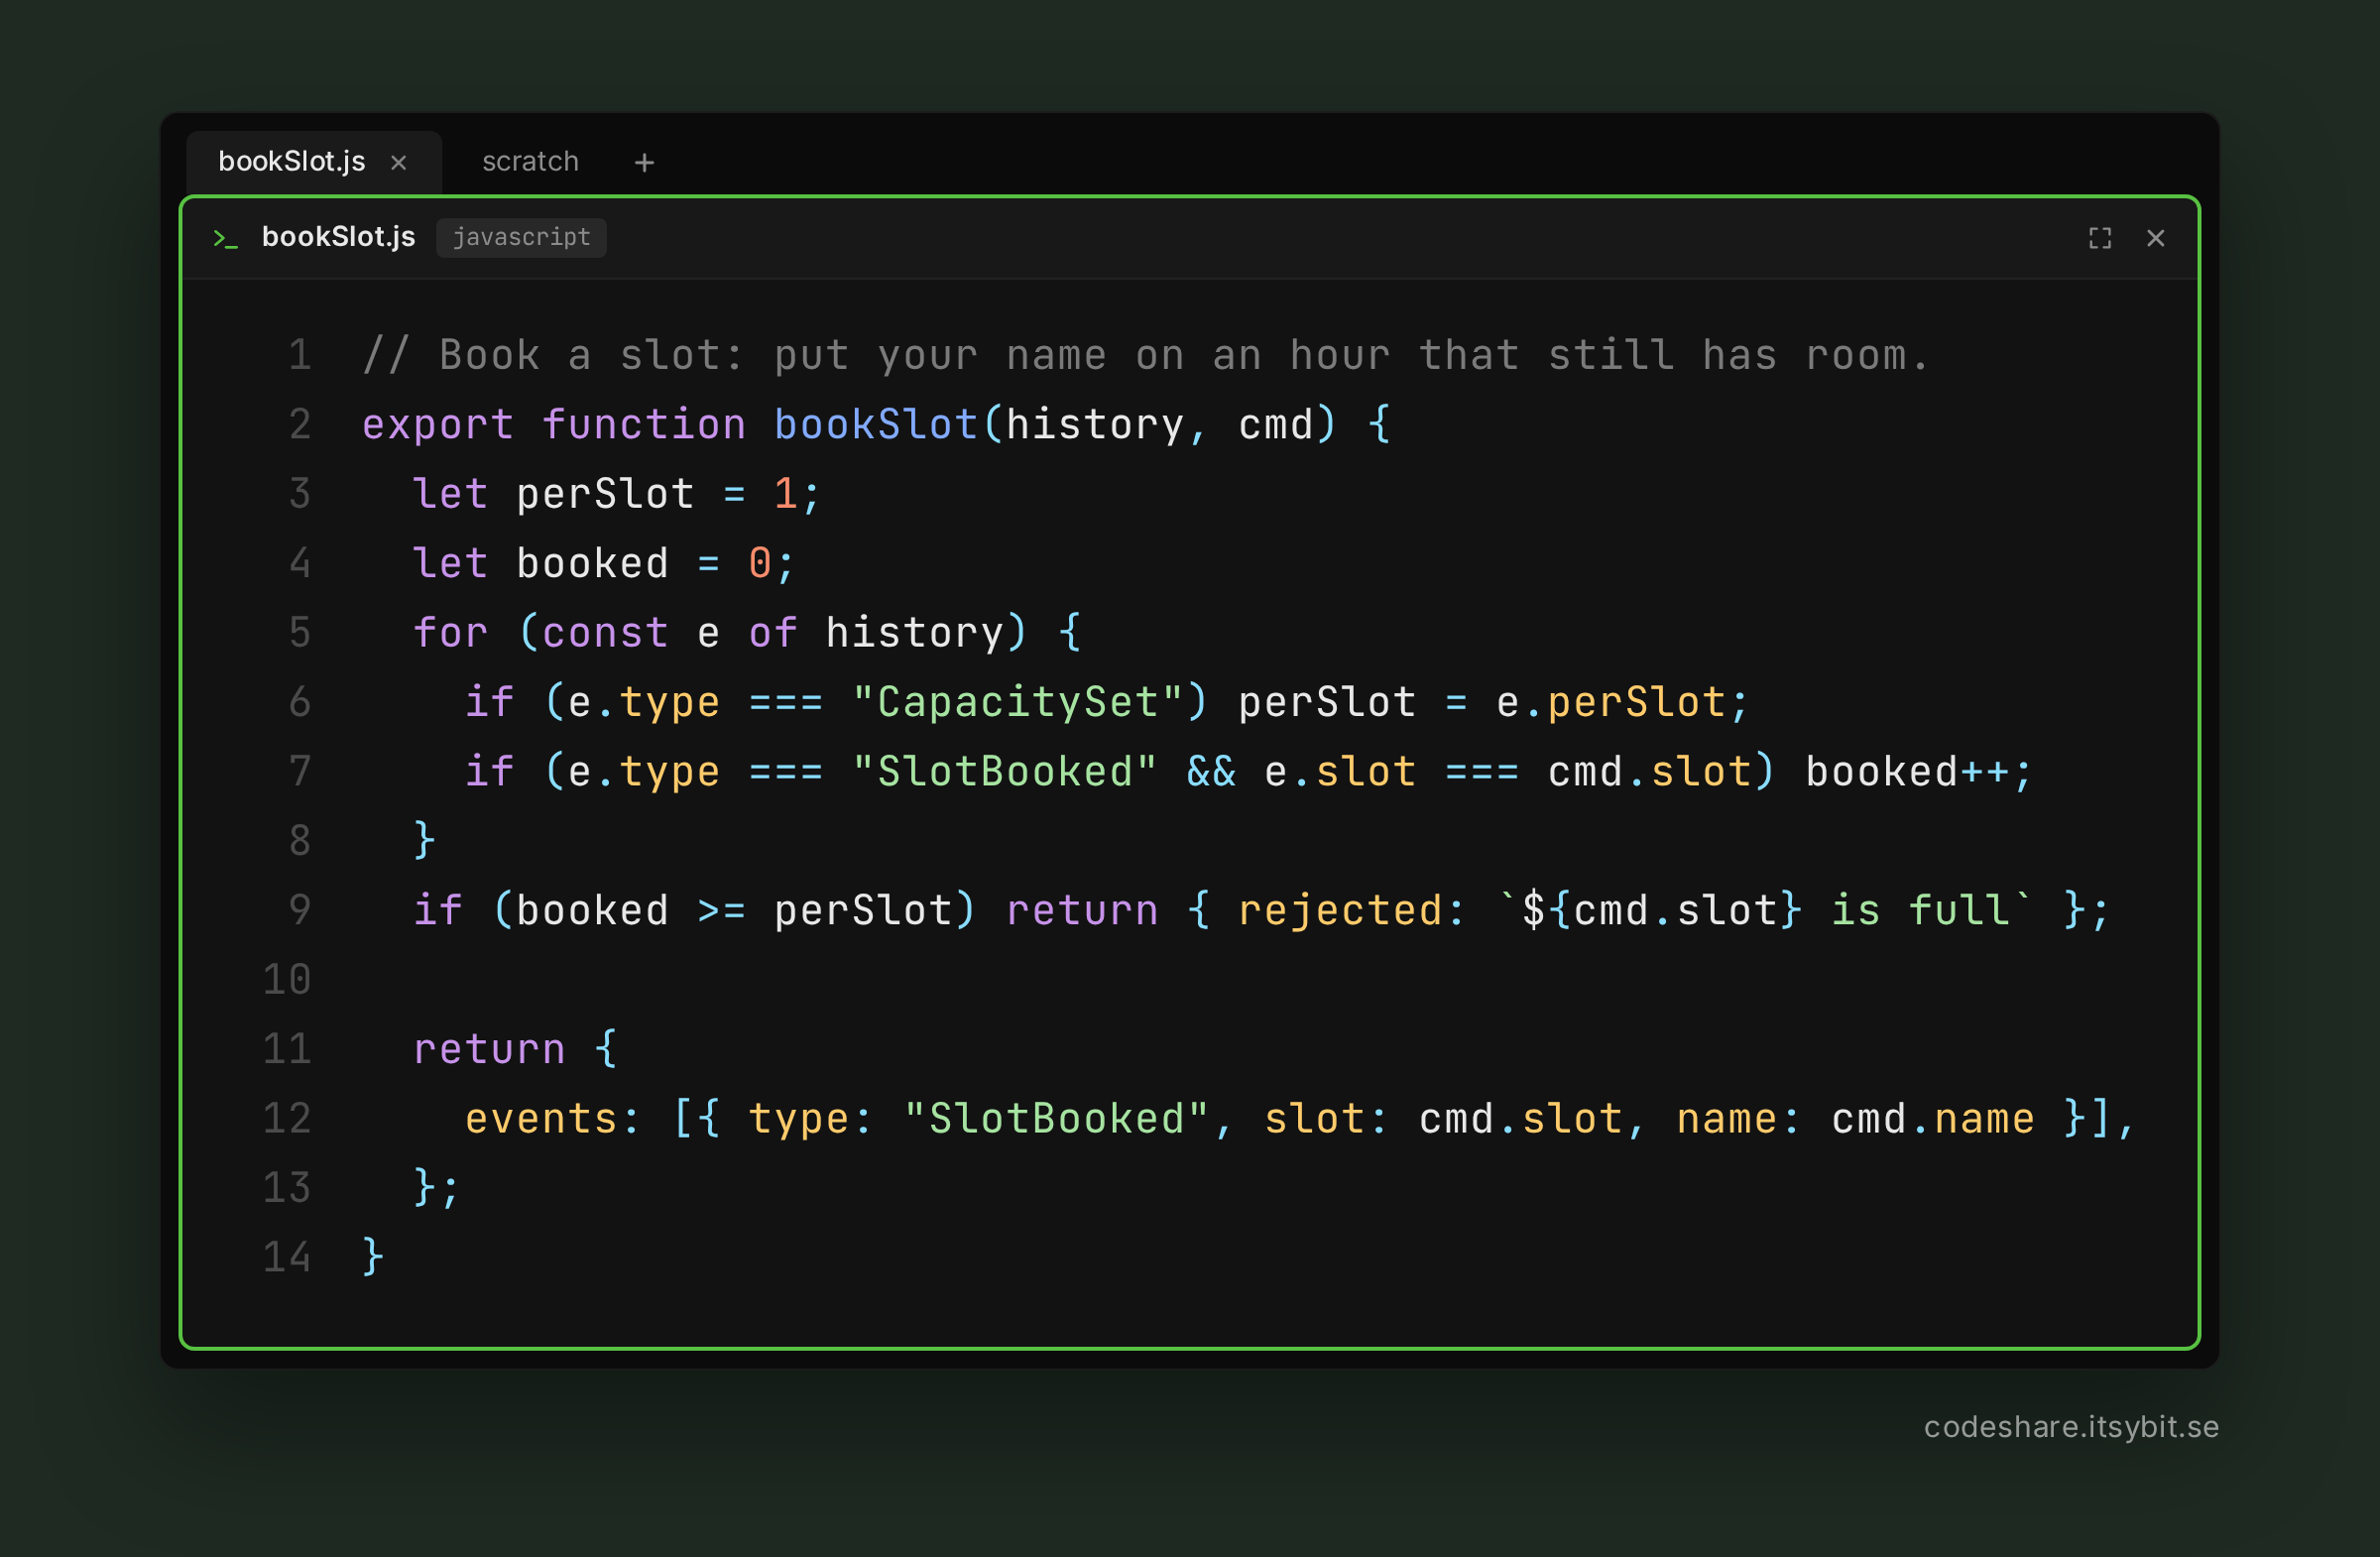 bookSlot.js ×
scratch
+
>_ bookSlot.js javascript
1 // Book a slot: put your name on an hour that still has room.
2 export function bookSlot(history, cmd) {
3   let perSlot = 1;
4   let booked = 0;
5   for (const e of history) {
6     if (e.type === "CapacitySet") perSlot = e.perSlot;
7     if (e.type === "SlotBooked" && e.slot === cmd.slot) booked++;
8   }
9   if (booked >= perSlot) return { rejected: `${cmd.slot} is full` };
10
11   return {
12     events: [{ type: "SlotBooked", slot: cmd.slot, name: cmd.name }],
13   };
14 }
codeshare.itsybit.se